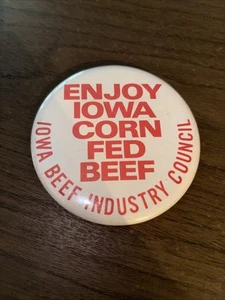 ENJOY
IOWA
CORN
FED
BEEF
IOWA BEEF INDUSTRY COUNCIL